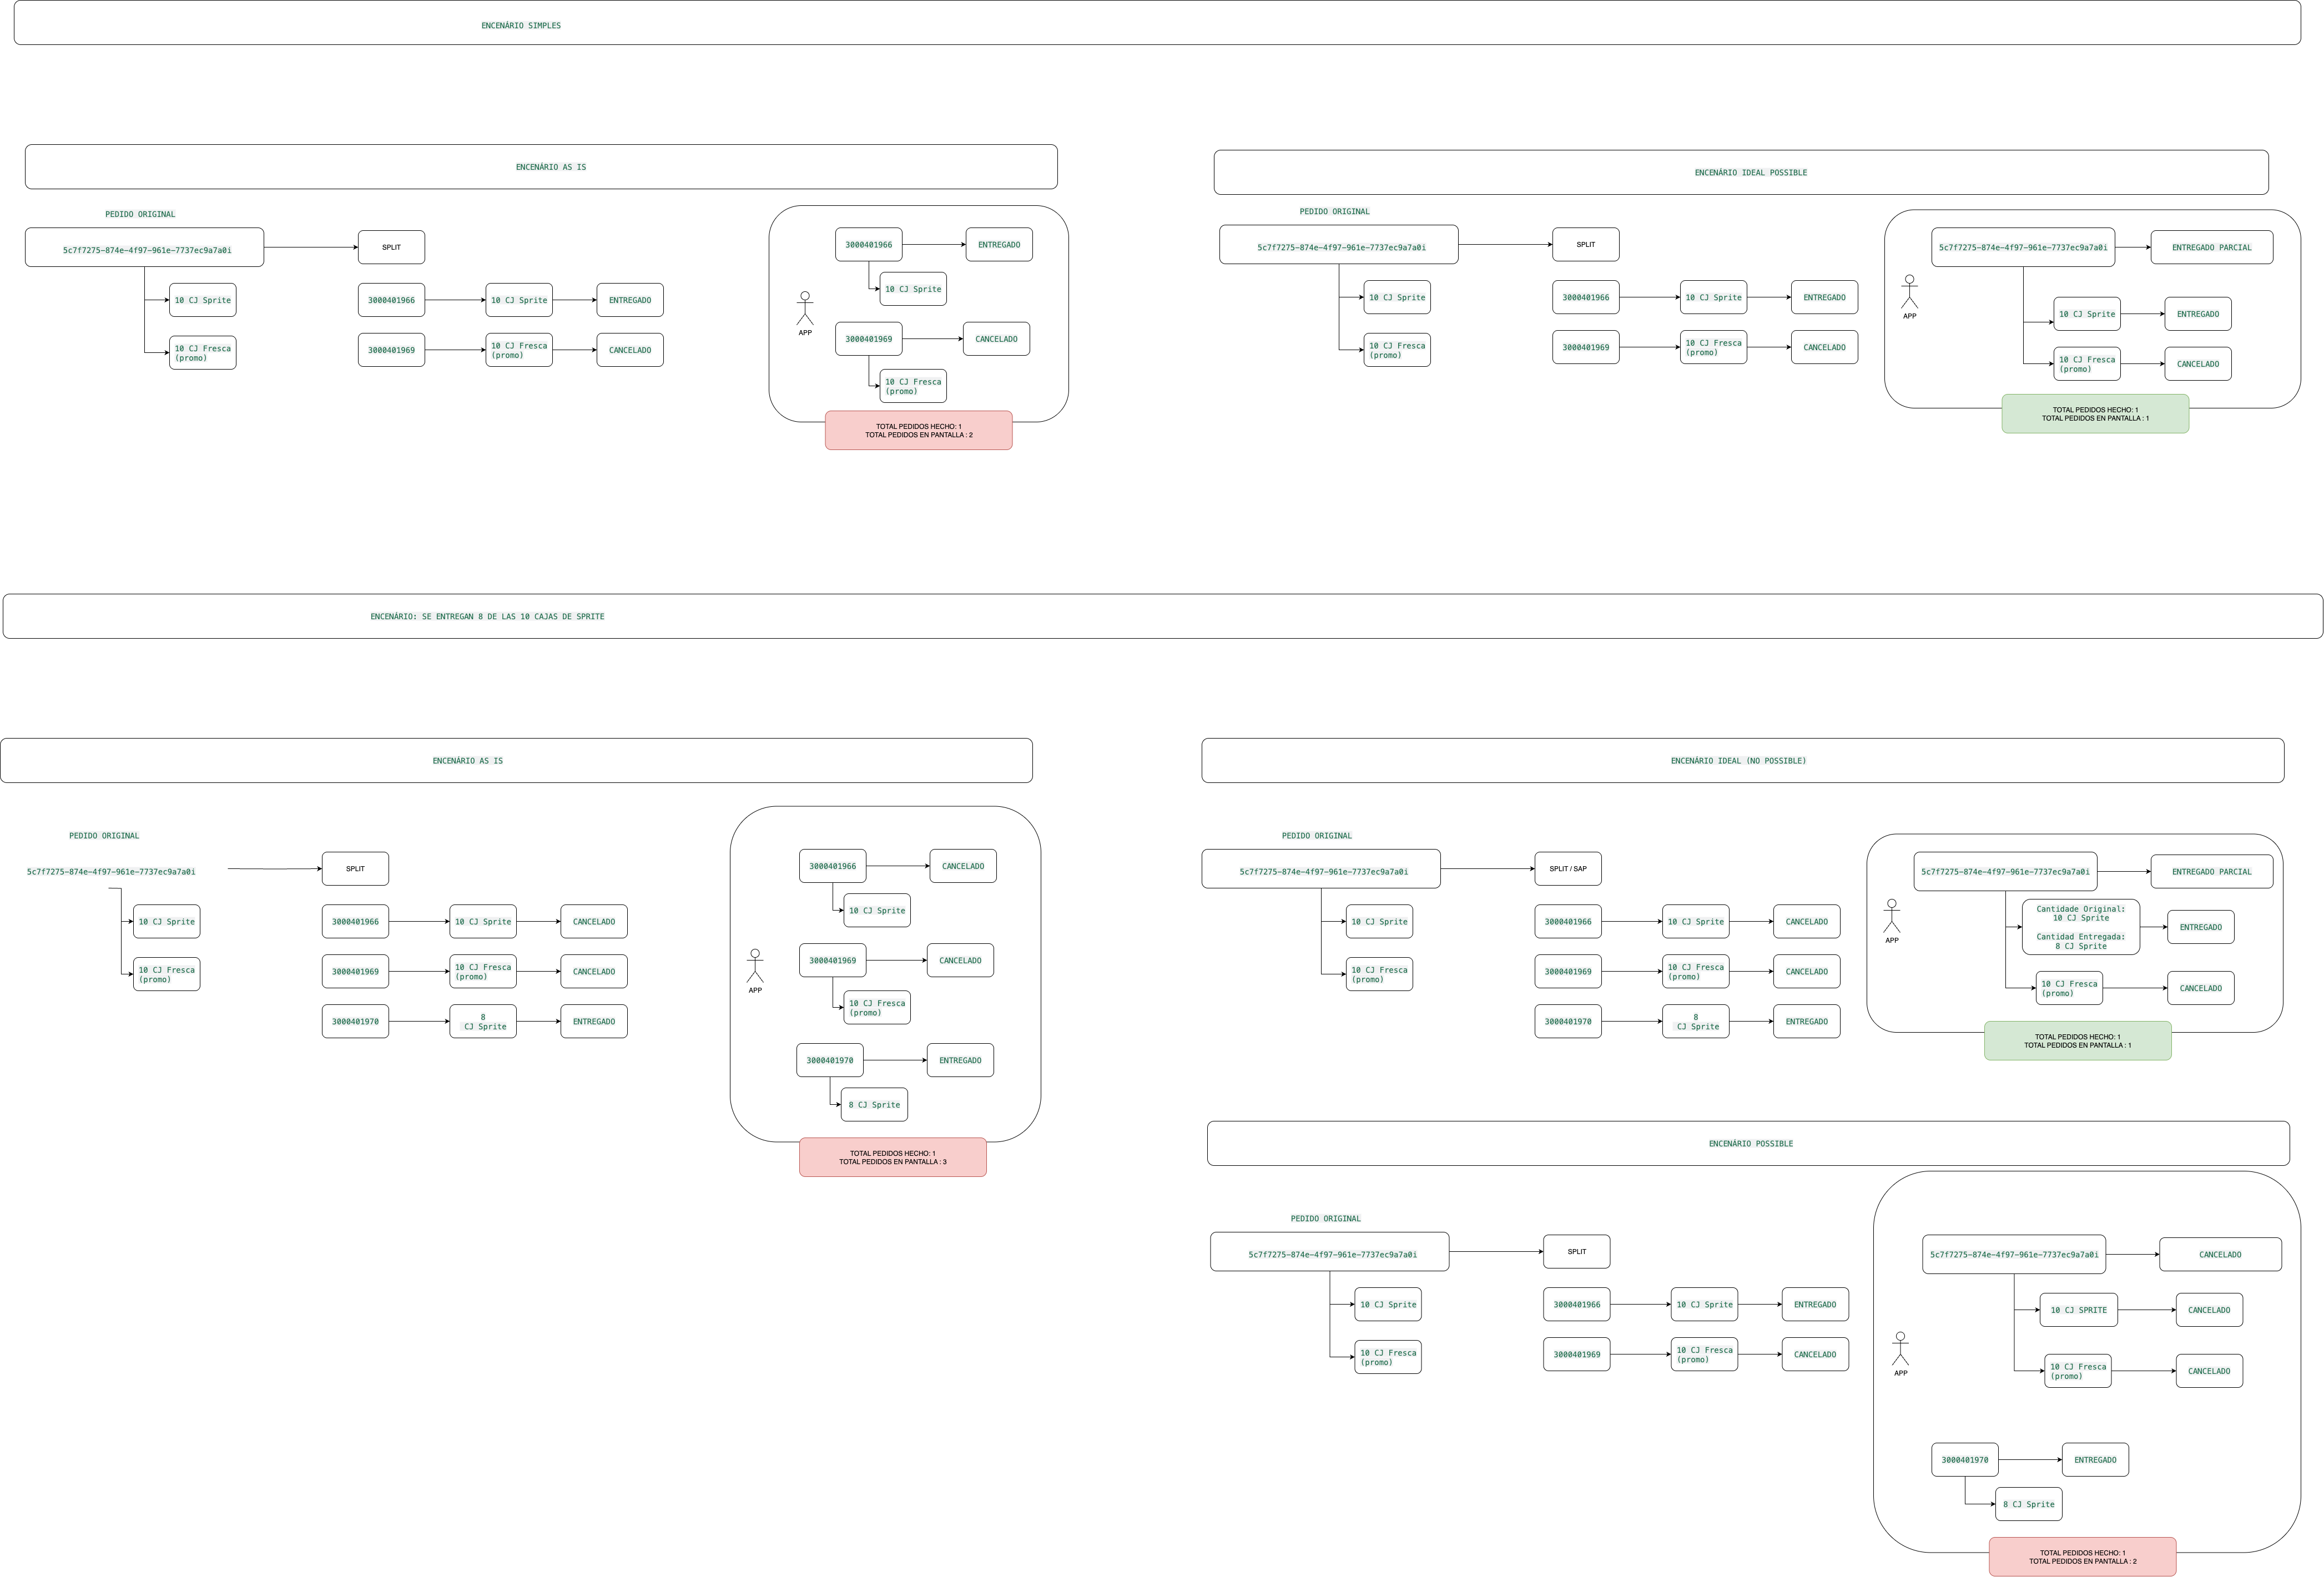 ENCENÁRIO SIMPLES
ENCENÁRIO AS IS
PEDIDO ORIGINAL
5c7f7275-874e-4f97-961e-7737ec9a7a0i
SPLIT
10 CJ Sprite
10 CJ Fresca
(promo)
3000401966
10 CJ Sprite
ENTREGADO
3000401969
10 CJ Fresca
(promo)
CANCELADO
APP
3000401966
ENTREGADO
10 CJ Sprite
3000401969
CANCELADO
10 CJ Fresca
(promo)
TOTAL PEDIDOS HECHO: 1
TOTAL PEDIDOS EN PANTALLA : 2
ENCENÁRIO IDEAL POSSIBLE
PEDIDO ORIGINAL
5c7f7275-874e-4f97-961e-7737ec9a7a0i
SPLIT
10 CJ Sprite
10 CJ Fresca
(promo)
3000401966
10 CJ Sprite
ENTREGADO
3000401969
10 CJ Fresca
(promo)
CANCELADO
APP
5c7f7275-874e-4f97-961e-7737ec9a7a0i
ENTREGADO PARCIAL
10 CJ Sprite
ENTREGADO
10 CJ Fresca
(promo)
CANCELADO
TOTAL PEDIDOS HECHO: 1
TOTAL PEDIDOS EN PANTALLA : 1
ENCENÁRIO: SE ENTREGAN 8 DE LAS 10 CAJAS DE SPRITE
ENCENÁRIO AS IS
PEDIDO ORIGINAL
5c7f7275-874e-4f97-961e-7737ec9a7a0i
SPLIT
10 CJ Sprite
10 CJ Fresca
(promo)
3000401966
10 CJ Sprite
CANCELADO
3000401969
10 CJ Fresca
(promo)
CANCELADO
3000401970
8
CJ Sprite
ENTREGADO
APP
3000401966
CANCELADO
10 CJ Sprite
3000401969
CANCELADO
10 CJ Fresca
(promo)
3000401970
ENTREGADO
8 CJ Sprite
TOTAL PEDIDOS HECHO: 1
TOTAL PEDIDOS EN PANTALLA : 3
ENCENÁRIO IDEAL (NO POSSIBLE)
PEDIDO ORIGINAL
5c7f7275-874e-4f97-961e-7737ec9a7a0i
SPLIT / SAP
10 CJ Sprite
10 CJ Fresca
(promo)
3000401966
10 CJ Sprite
CANCELADO
3000401969
10 CJ Fresca
(promo)
CANCELADO
3000401970
8
CJ Sprite
ENTREGADO
APP
5c7f7275-874e-4f97-961e-7737ec9a7a0i
ENTREGADO PARCIAL
Cantidade Original:
10 CJ Sprite
Cantidad Entregada:
8 CJ Sprite
ENTREGADO
10 CJ Fresca
(promo)
CANCELADO
TOTAL PEDIDOS HECHO: 1
TOTAL PEDIDOS EN PANTALLA : 1
ENCENÁRIO POSSIBLE
PEDIDO ORIGINAL
5c7f7275-874e-4f97-961e-7737ec9a7a0i
SPLIT
10 CJ Sprite
10 CJ Fresca
(promo)
3000401966
10 CJ Sprite
ENTREGADO
3000401969
10 CJ Fresca
(promo)
CANCELADO
APP
5c7f7275-874e-4f97-961e-7737ec9a7a0i
CANCELADO
10 CJ SPRITE
CANCELADO
10 CJ Fresca
(promo)
CANCELADO
3000401970
ENTREGADO
8 CJ Sprite
TOTAL PEDIDOS HECHO: 1
TOTAL PEDIDOS EN PANTALLA : 2